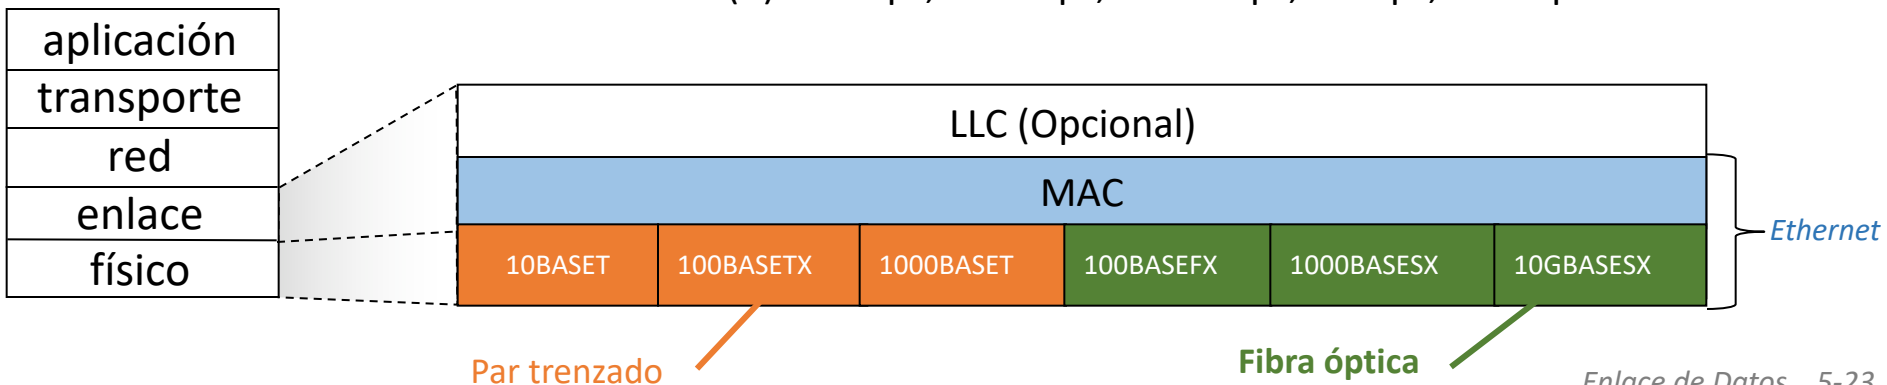 aplicación
transporte
red
enlace
físico
LLC (Opcional)
MAC
10BASET 100BASETX 1000BASET 100BASEFX 1000BASESX 10GBASESX
Ethernet
Par trenzado
Fibra óptica
Enlace de Datos 5-23